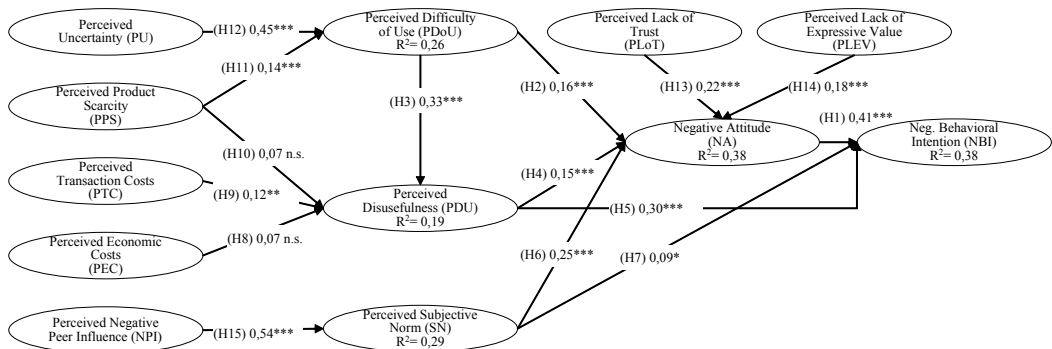 Perceived
Uncertainty (PU)
(H12) 0,45***
Perceived Difficulty
of Use (PDoU)
R²= 0,26
Perceived Lack of
Trust
(PLoT)
Perceived Lack of
Expressive Value
(PLEV)
(H11) 0,14***
(H3) 0,33***
(H2) 0,16***
(H13) 0,22***
(H14) 0,18***
Perceived Product
Scarcity
(PPS)
(H1) 0,41***
Negative Attitude
(NA)
R²= 0,38
Neg. Behavioral
Intention (NBI)
R²= 0,38
(H10) 0,07 n.s.
Perceived
Transaction Costs
(PTC)
(H9) 0,12**
(H4) 0,15***
Perceived
Disusefulness (PDU)
R²= 0,19
(H5) 0,30***
(H8) 0,07 n.s.
Perceived Economic
Costs
(PEC)
(H6) 0,25***
(H7) 0,09*
Perceived Negative
Peer Influence (NPI)
(H15) 0,54***
Perceived Subjective
Norm (SN)
R²= 0,29